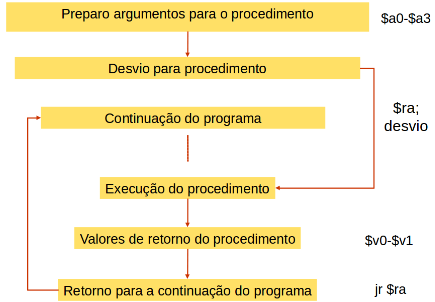 Preparo argumentos para o procedimento
$a0-$a3
Desvio para procedimento
$ra;
desvio
Continuação do programa
Execução do procedimento
Valores de retorno do procedimento
$v0-$v1
Retorno para a continuação do programa
jr $ra